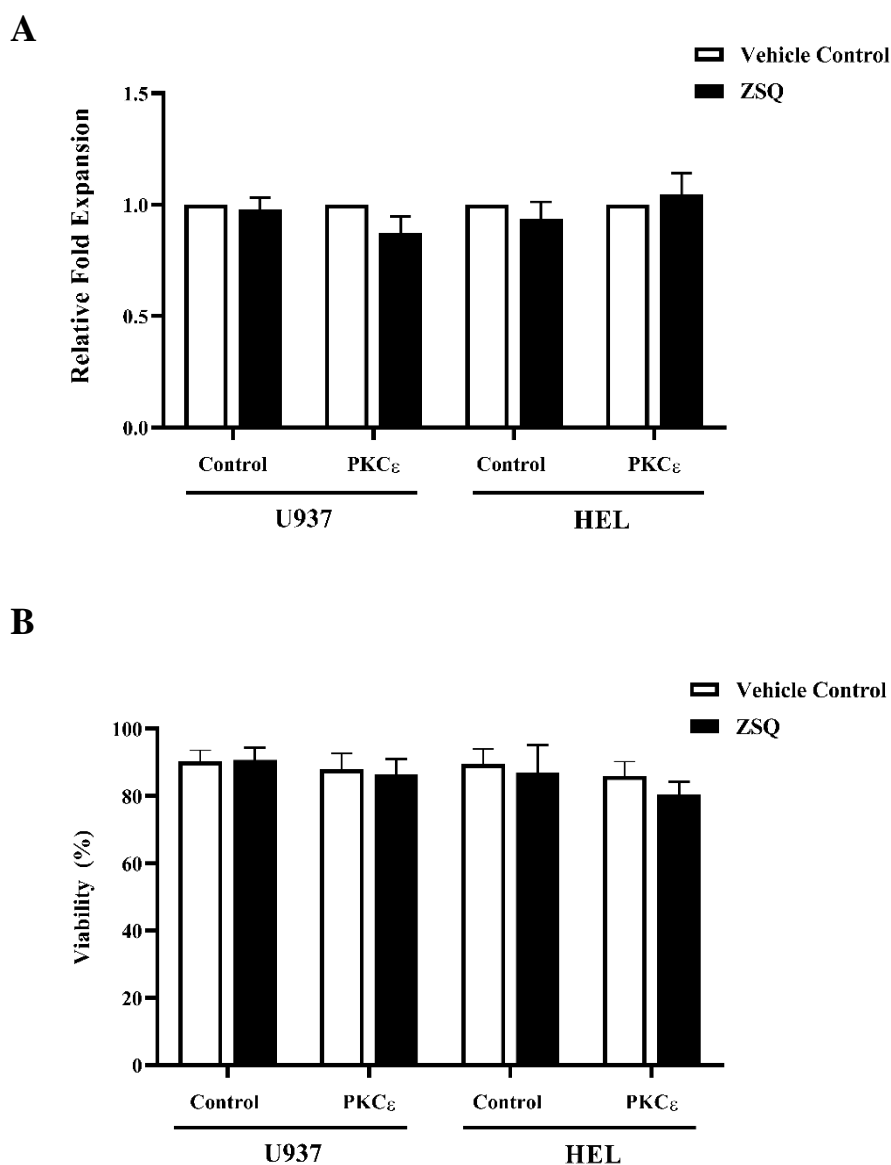 A
Vehicle Control
ZSQ
1.5
1.0
0.5
0.0
Relative Fold Expansion
Control PKCε Control PKCε
U937 HEL
B
Vehicle Control
ZSQ
100
80
60
40
20
0
Viability (%)
Control PKCε Control PKCε
U937 HEL